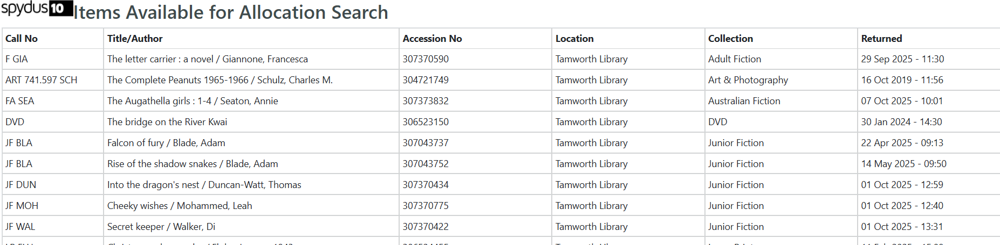 spydus10 Items Available for Allocation Search
Call No Title/Author Accession No Location Collection Returned
F GIA The letter carrier : a novel / Giannone, Francesca 307370590 Tamworth Library Adult Fiction 29 Sep 2025 - 11:30
ART 741.597 SCH The Complete Peanuts 1965-1966 / Schulz, Charles M. 304721749 Tamworth Library Art & Photography 16 Oct 2019 - 11:56
FA SEA The Augathella girls : 1-4 / Seaton, Annie 307373832 Tamworth Library Australian Fiction 07 Oct 2025 - 10:01
DVD The bridge on the River Kwai 306523150 Tamworth Library DVD 30 Jan 2024 - 14:30
JF BLA Falcon of fury / Blade, Adam 307043737 Tamworth Library Junior Fiction 22 Apr 2025 - 09:13
JF BLA Rise of the shadow snakes / Blade, Adam 307043752 Tamworth Library Junior Fiction 14 May 2025 - 09:50
JF DUN Into the dragon's nest / Duncan-Watt, Thomas 307370434 Tamworth Library Junior Fiction 01 Oct 2025 - 12:59
JF MOH Cheeky wishes / Mohammed, Leah 307370775 Tamworth Library Junior Fiction 01 Oct 2025 - 12:40
JF WAL Secret keeper / Walker, Di 307370422 Tamworth Library Junior Fiction 01 Oct 2025 - 13:31